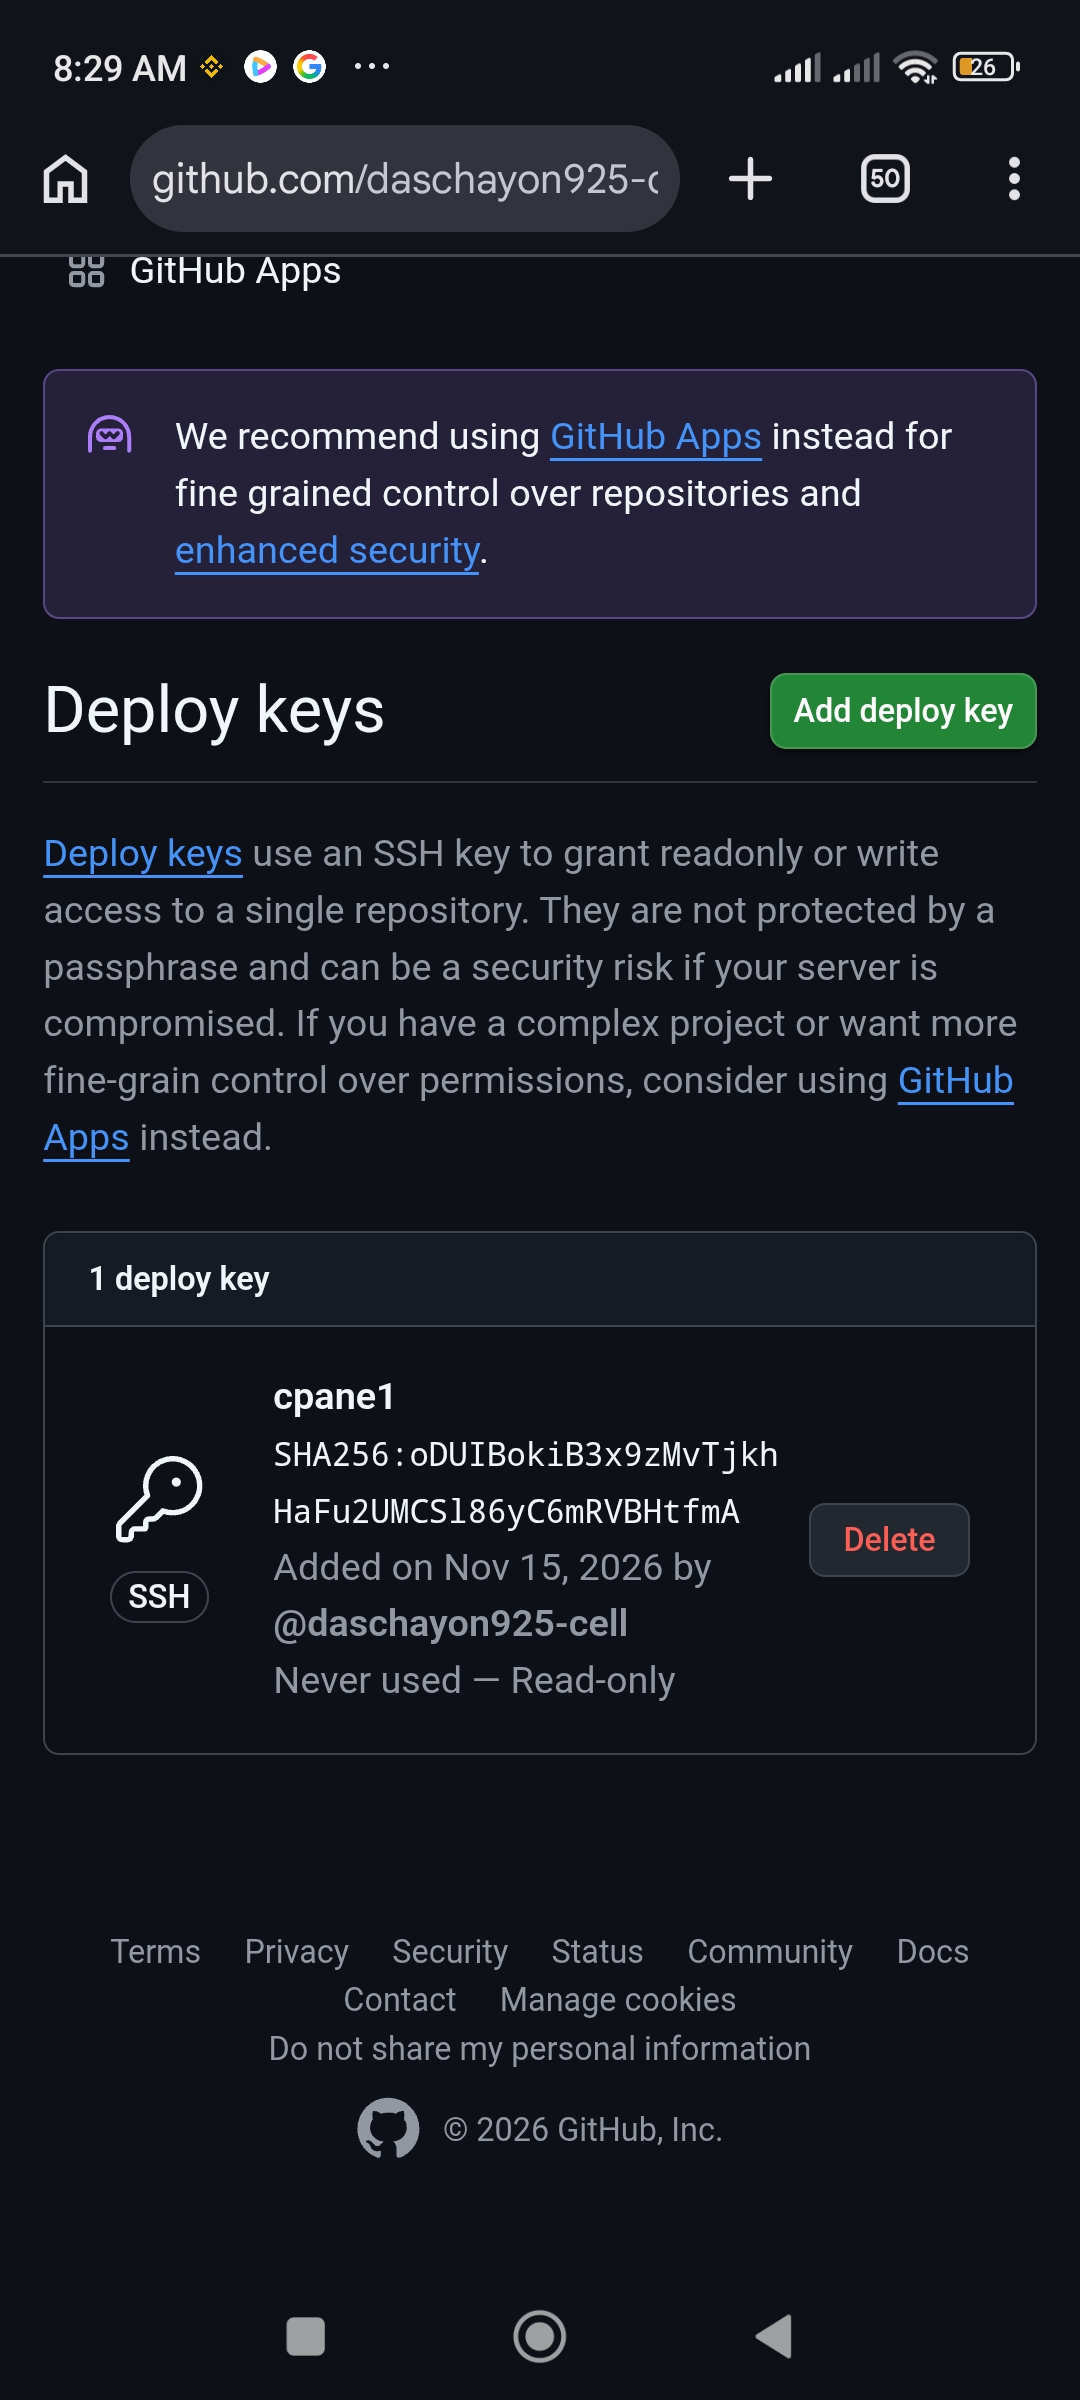 8:29 AM
26
github.com/daschayon925-c
50
GitHub Apps
We recommend using GitHub Apps instead for
fine grained control over repositories and
enhanced security.
Deploy keys
Add deploy key
Deploy keys use an SSH key to grant readonly or write
access to a single repository. They are not protected by a
passphrase and can be a security risk if your server is
compromised. If you have a complex project or want more
fine-grain control over permissions, consider using GitHub
Apps instead.
1 deploy key
cpane1
SHA256:oDUIBokiB3x9zMvTjkh
HaFu2UMCSl86yC6mRVBHtfmA
Added on Nov 15, 2026 by
@daschayon925-cell
Never used — Read-only
SSH
Delete
Terms Privacy Security Status Community Docs
Contact Manage cookies
Do not share my personal information
© 2026 GitHub, Inc.